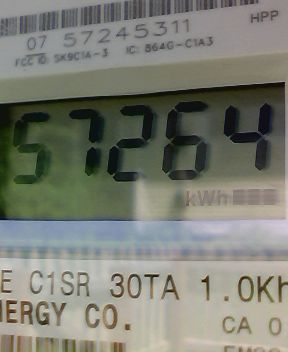 07 57245311
HPP
FCC ID: SK9C1A-3 IC: 864G-C1A3
57264
kWh
E C1SR 30TA 1.0Kh
NERGY CO.
CA 0